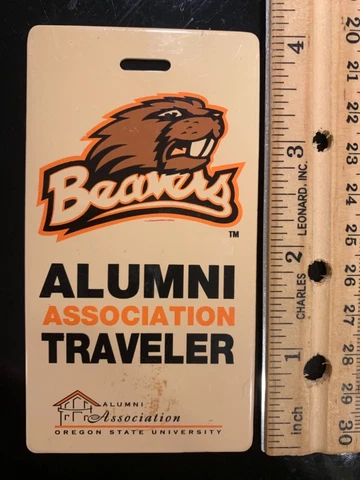 Beavers
TM
ALUMNI
ASSOCIATION
TRAVELER
ALUMNI
Association
OREGON STATE UNIVERSITY
inch 1 2 3 4
CHARLES LEONARD, INC.
20 21 22 23 24 25 26 27 28 29 30